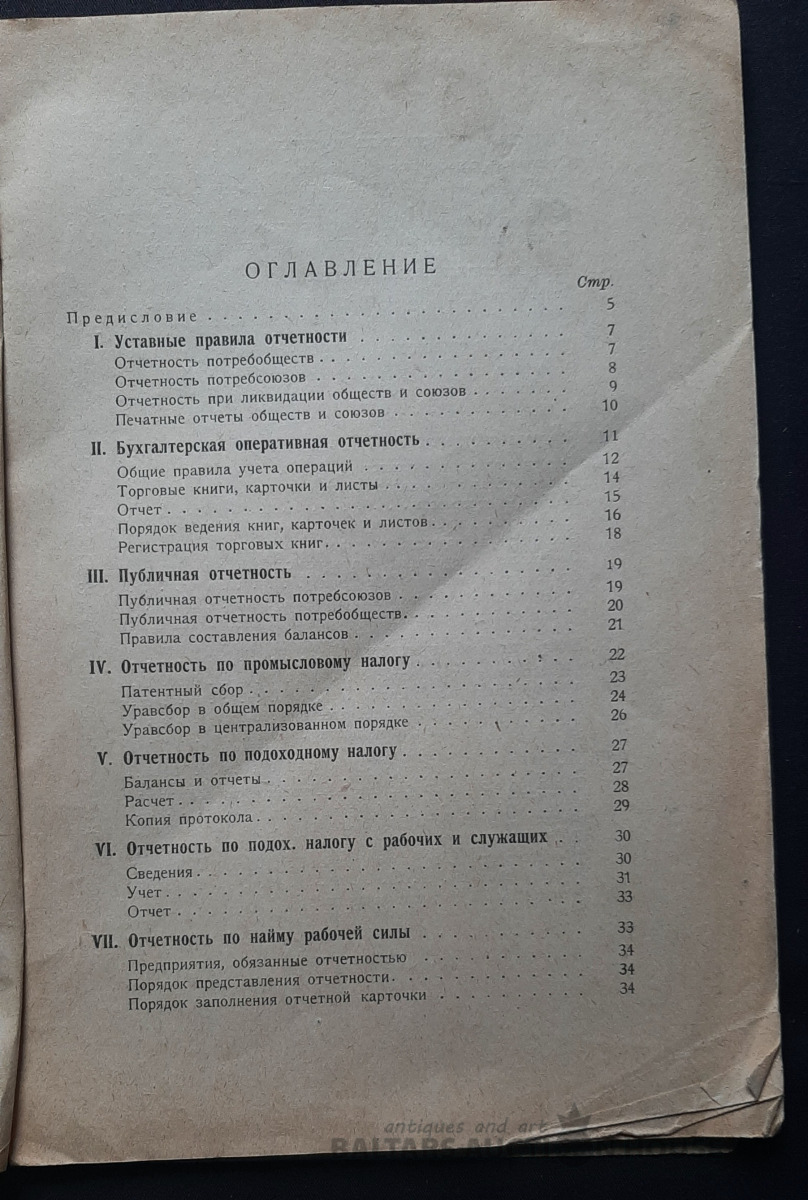 ОГЛАВЛЕНИЕ
Стр.
Предисловие . . . . . . . . . . . . . . . . . . . . 5
I. Уставные правила отчетности . . . . . . . . . . . 7
Отчетность потребобществ . . . . . . . . . . . . . 7
Отчетность потребсоюзов . . . . . . . . . . . . . 8
Отчетность при ликвидации обществ и союзов . . . . . . 9
Печатные отчеты обществ и союзов . . . . . . . . . . 10
II. Бухгалтерская оперативная отчетность . . . . . . . . 11
Общие правила учета операций . . . . . . . . . . . 12
Торговые книги, карточки и листы . . . . . . . . . . 14
Отчет . . . . . . . . . . . . . . . . . . . . 15
Порядок ведения книг, карточек и листов . . . . . . . 16
Регистрация торговых книг . . . . . . . . . . . . . 18
III. Публичная отчетность . . . . . . . . . . . . . . 19
Публичная отчетность потребсоюзов . . . . . . . . . 19
Публичная отчетность потребобществ . . . . . . . . . 20
Правила составления балансов . . . . . . . . . . . 21
IV. Отчетность по промысловому налогу . . . . . . . . . 22
Патентный сбор . . . . . . . . . . . . . . . . . 23
Уравсбор в общем порядке . . . . . . . . . . . . . 24
Уравсбор в централизованном порядке . . . . . . . . 26
V. Отчетность по подоходному налогу . . . . . . . . . 27
Балансы и отчеты . . . . . . . . . . . . . . . . 27
Расчет . . . . . . . . . . . . . . . . . . . . 28
Копия протокола . . . . . . . . . . . . . . . . . 29
VI. Отчетность по подох. налогу с рабочих и служащих . . 30
Сведения . . . . . . . . . . . . . . . . . . . 30
Учет . . . . . . . . . . . . . . . . . . . . . 31
Отчет . . . . . . . . . . . . . . . . . . . . 33
VII. Отчетность по найму рабочей силы . . . . . . . . . 33
Предприятия, обязанные отчетностью . . . . . . . . 34
Порядок представления отчетности . . . . . . . . . . 34
Порядок заполнения отчетной карточки . . . . . . . . 34
antiques and art